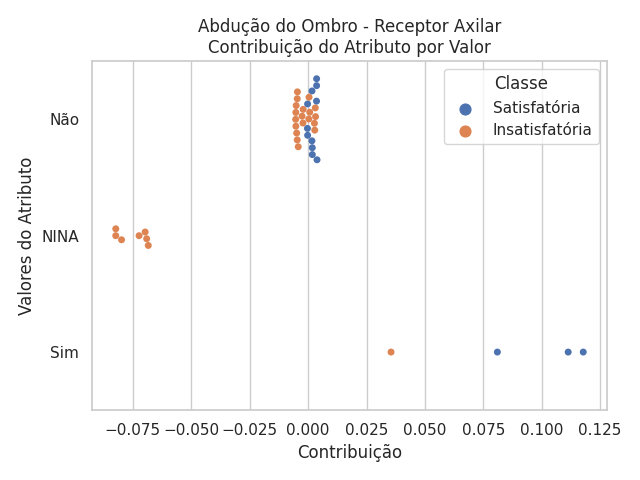 Abdução do Ombro - Receptor Axilar
Contribuição do Atributo por Valor
Classe
Satisfatória
Insatisfatória
Valores do Atributo
Não
NINA
Sim
−0.075 −0.050 −0.025 0.000 0.025 0.050 0.075 0.100 0.125
Contribuição